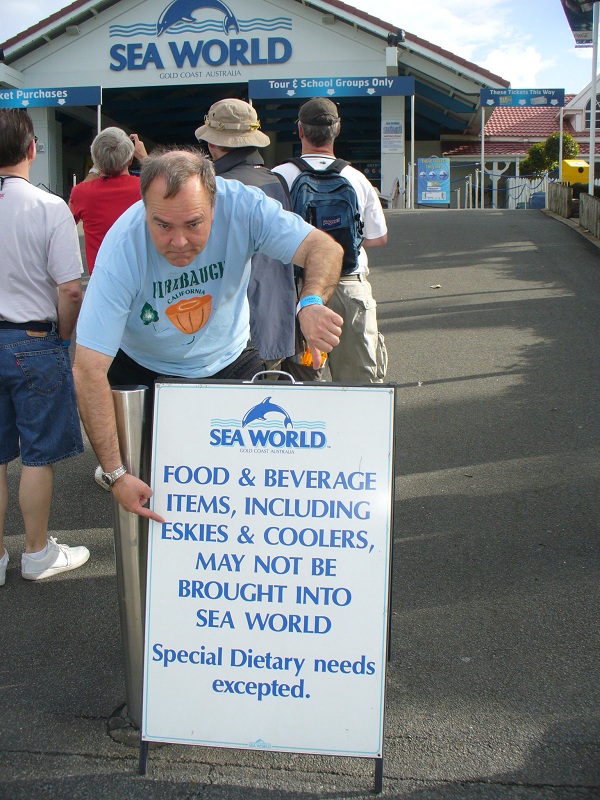 SEA WORLD
GOLD COAST AUSTRALIA
ket Purchases
Tour & School Groups Only
These Tickets This Way
CALIFORNIA
SEA WORLD
GOLD COAST AUSTRALIA
FOOD & BEVERAGE
ITEMS, INCLUDING
ESKIES & COOLERS,
MAY NOT BE
BROUGHT INTO
SEA WORLD
Special Dietary needs
excepted.